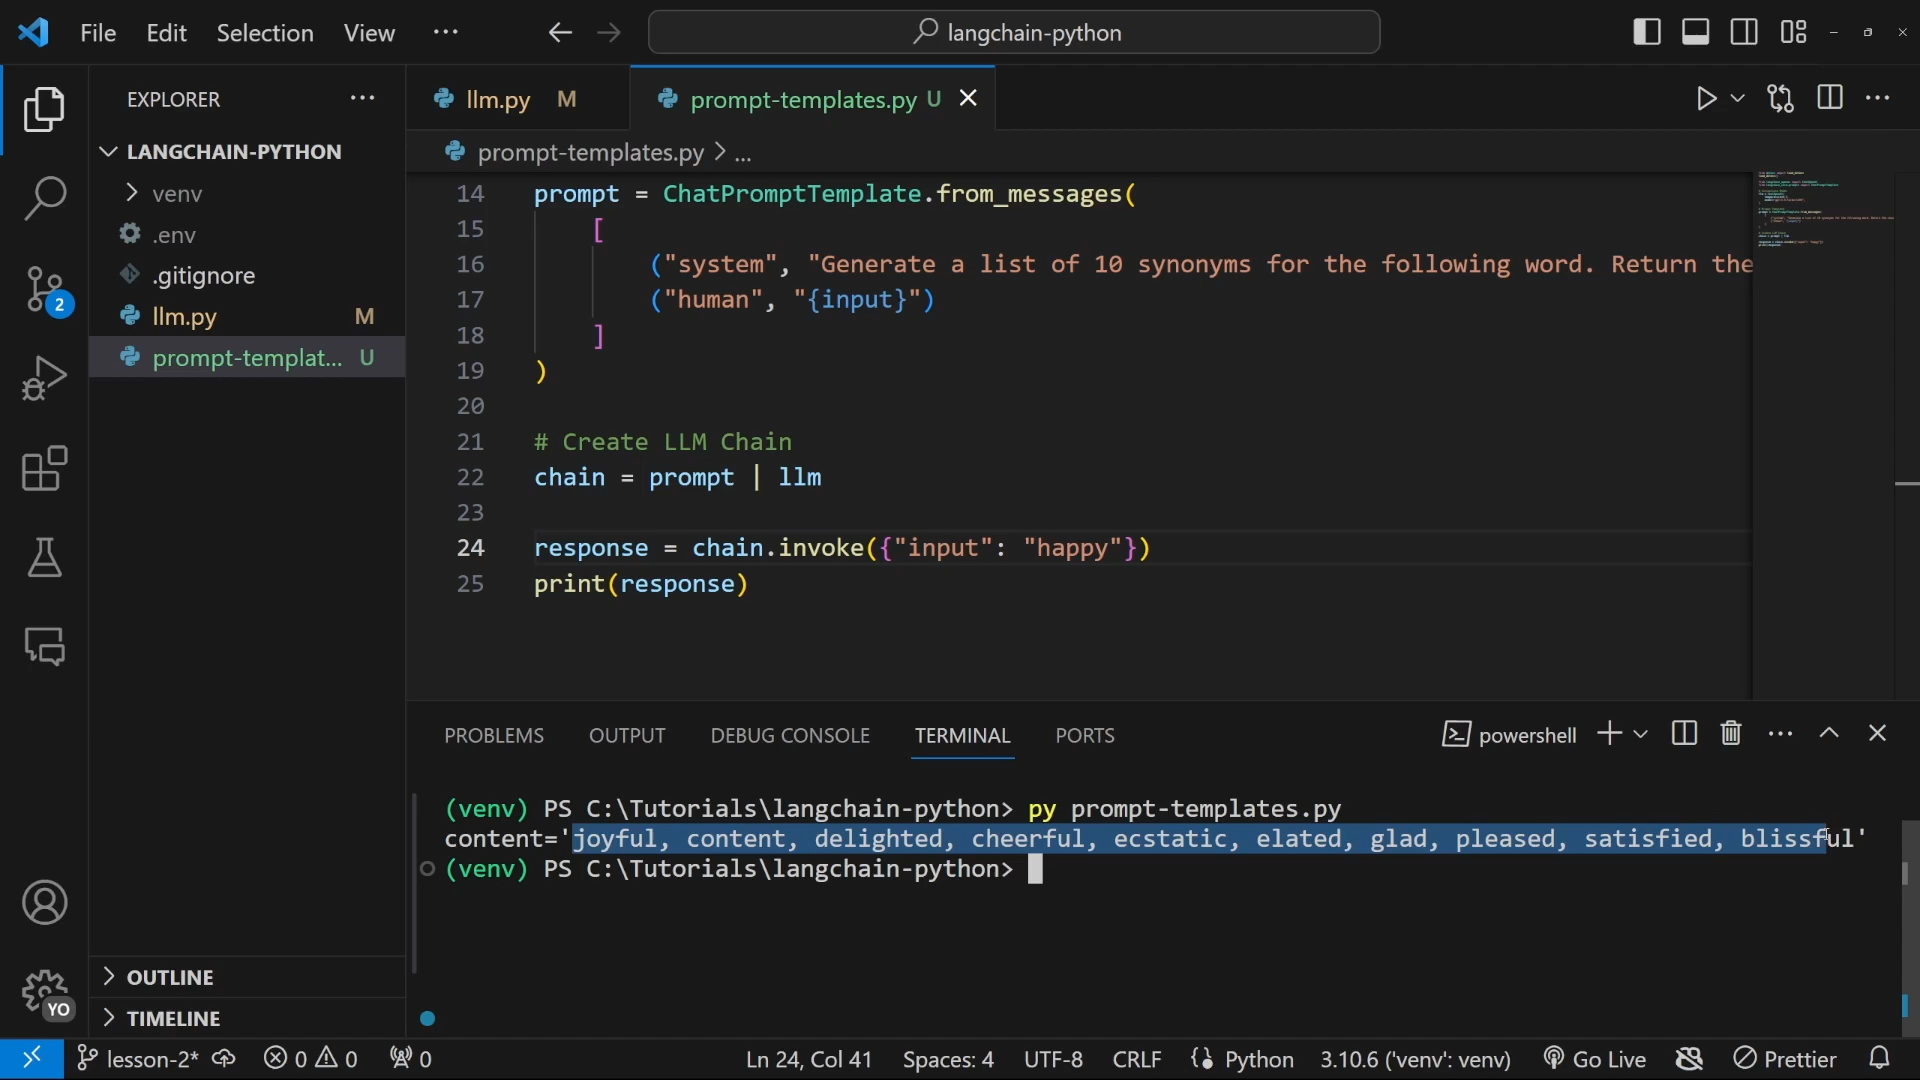 File Edit Selection View ··· langchain-python
EXPLORER ···
LANGCHAIN-PYTHON
venv
.env
.gitignore
llm.py M
prompt-templat... U
OUTLINE
TIMELINE
2
YO
llm.py M prompt-templates.py U
prompt-templates.py > ...
14 prompt = ChatPromptTemplate.from_messages(
15 [
16 ("system", "Generate a list of 10 synonyms for the following word. Return the
17 ("human", "{input}")
18 ]
19 )
20
21 # Create LLM Chain
22 chain = prompt | llm
23
24 response = chain.invoke({"input": "happy"})
25 print(response)
PROBLEMS OUTPUT DEBUG CONSOLE TERMINAL PORTS powershell
(venv) PS C:\Tutorials\langchain-python> py prompt-templates.py
content='joyful, content, delighted, cheerful, ecstatic, elated, glad, pleased, satisfied, blissful'
(venv) PS C:\Tutorials\langchain-python>
lesson-2* 0 0 0 Ln 24, Col 41 Spaces: 4 UTF-8 CRLF Python 3.10.6 ('venv': venv) Go Live Prettier